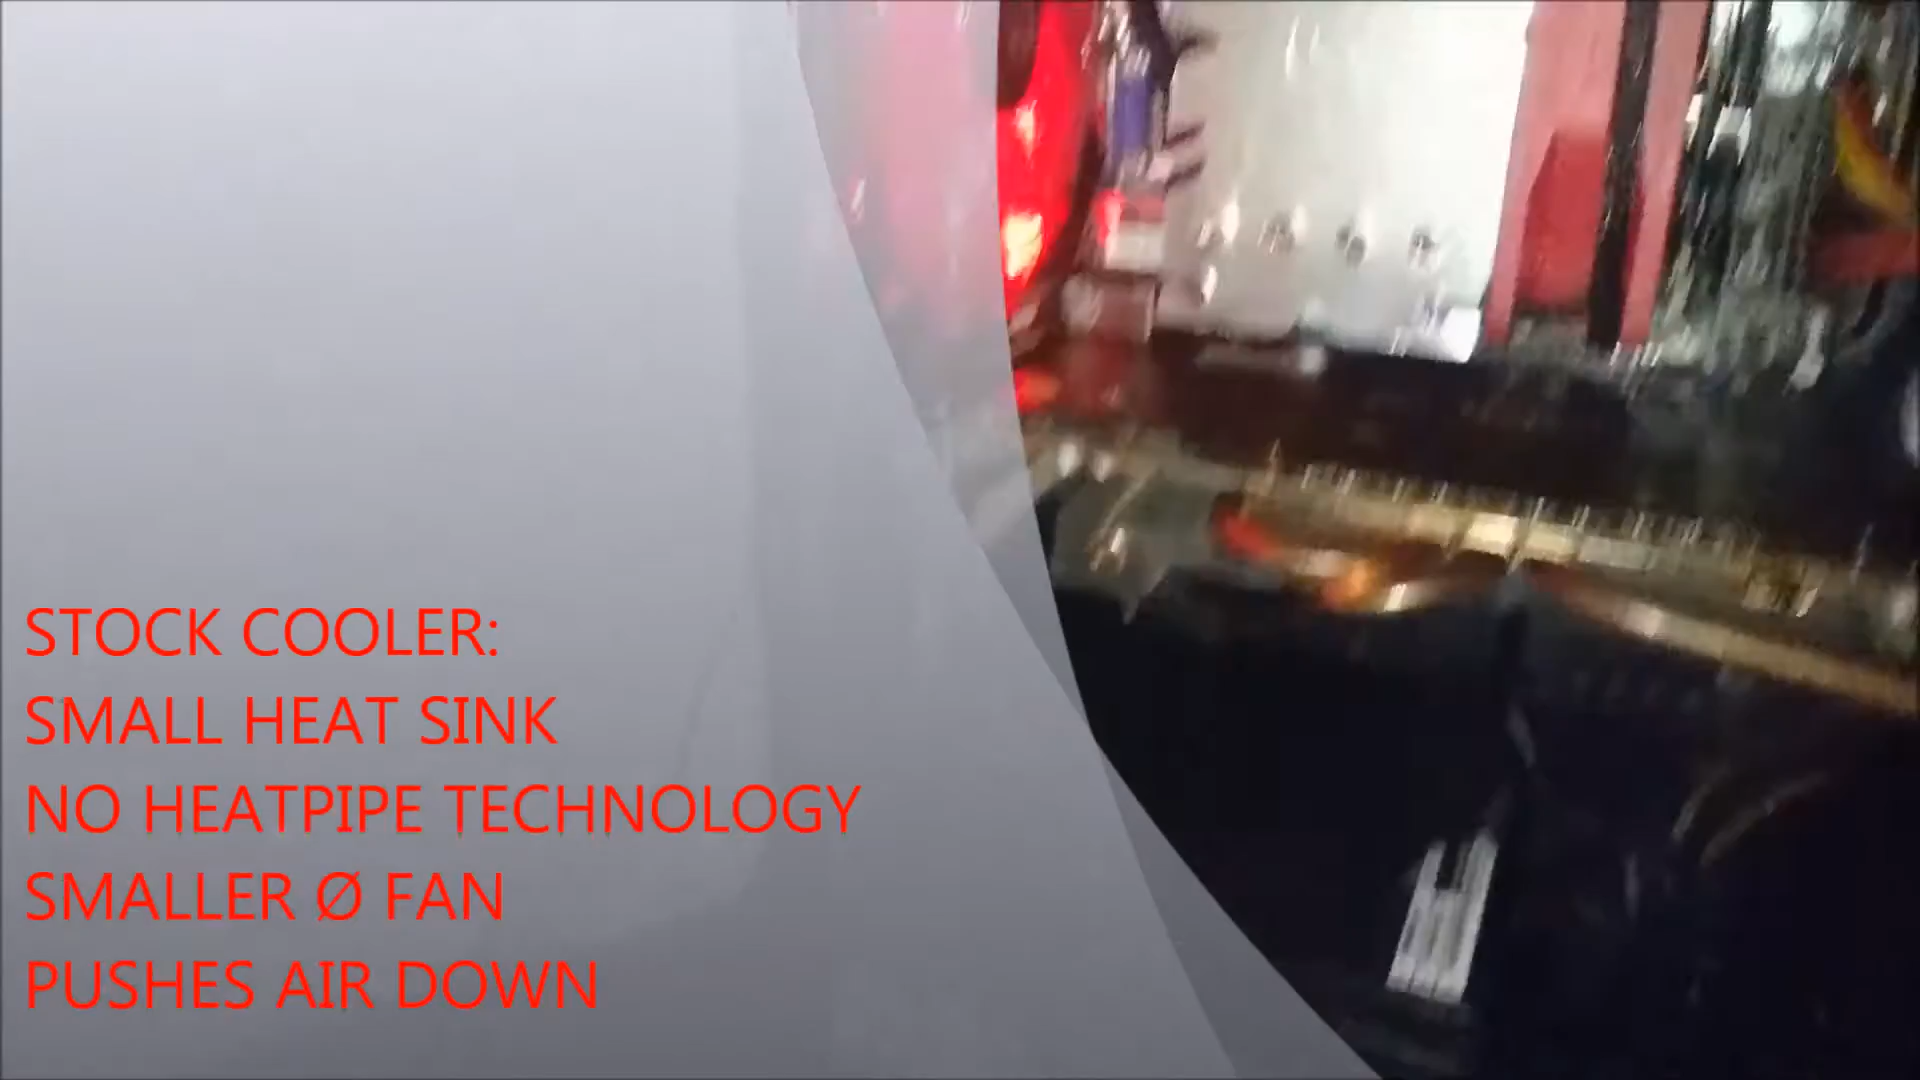 STOCK COOLER:
SMALL HEAT SINK
NO HEATPIPE TECHNOLOGY
SMALLER Ø FAN
PUSHES AIR DOWN